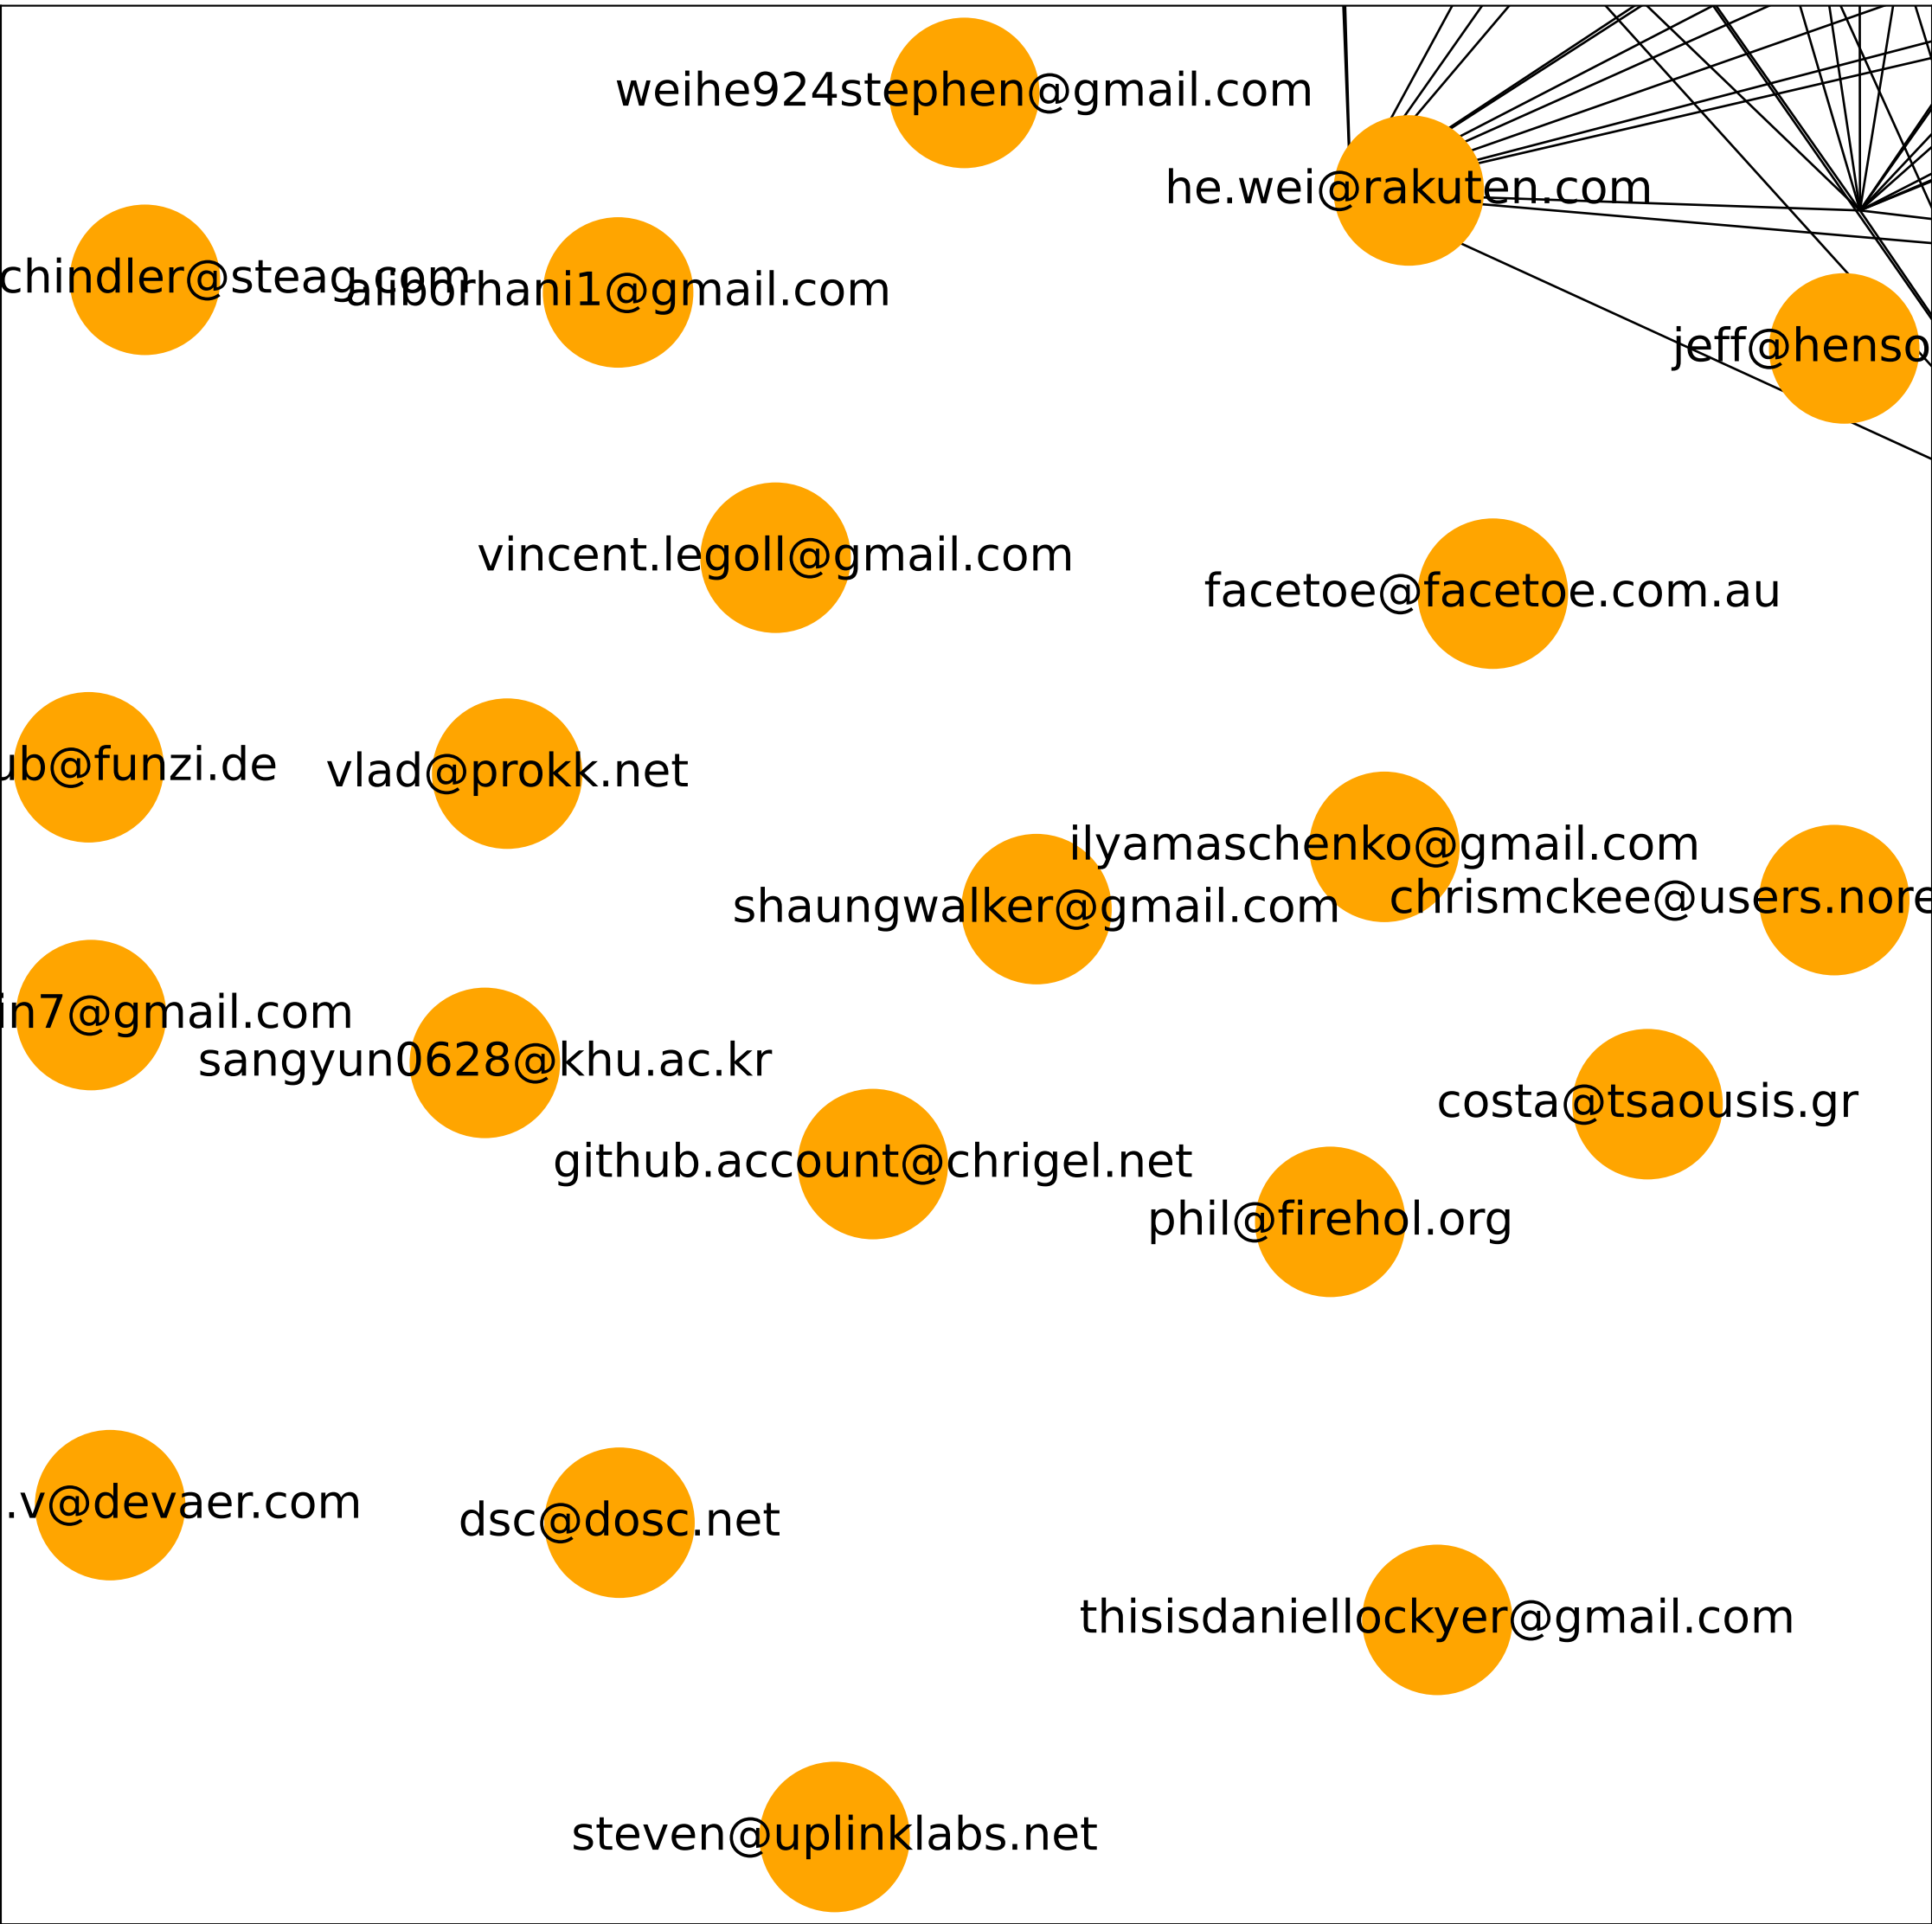 weihe924stephen@gmail.com
he.wei@rakuten.com
chindler@steag.com
aliborhani1@gmail.com
jeff@henso
vincent.legoll@gmail.com
facetoe@facetoe.com.au
ub@funzi.de
vlad@prokk.net
ilyamaschenko@gmail.com
chrismckee@users.nore
shaungwalker@gmail.com
in7@gmail.com
sangyun0628@khu.ac.kr
costa@tsaousis.gr
github.account@chrigel.net
phil@firehol.org
.v@devaer.com
dsc@dosc.net
thisisdaniellockyer@gmail.com
steven@uplinklabs.net